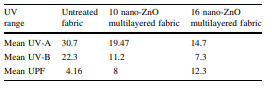 UV range Untreated fabric 10 nano-ZnO multilayered fabric 16 nano-ZnO multilayered fabric
Mean UV-A 30.7 19.47 14.7
Mean UV-B 22.3 11.2 7.3
Mean UPF 4.16 8 12.3